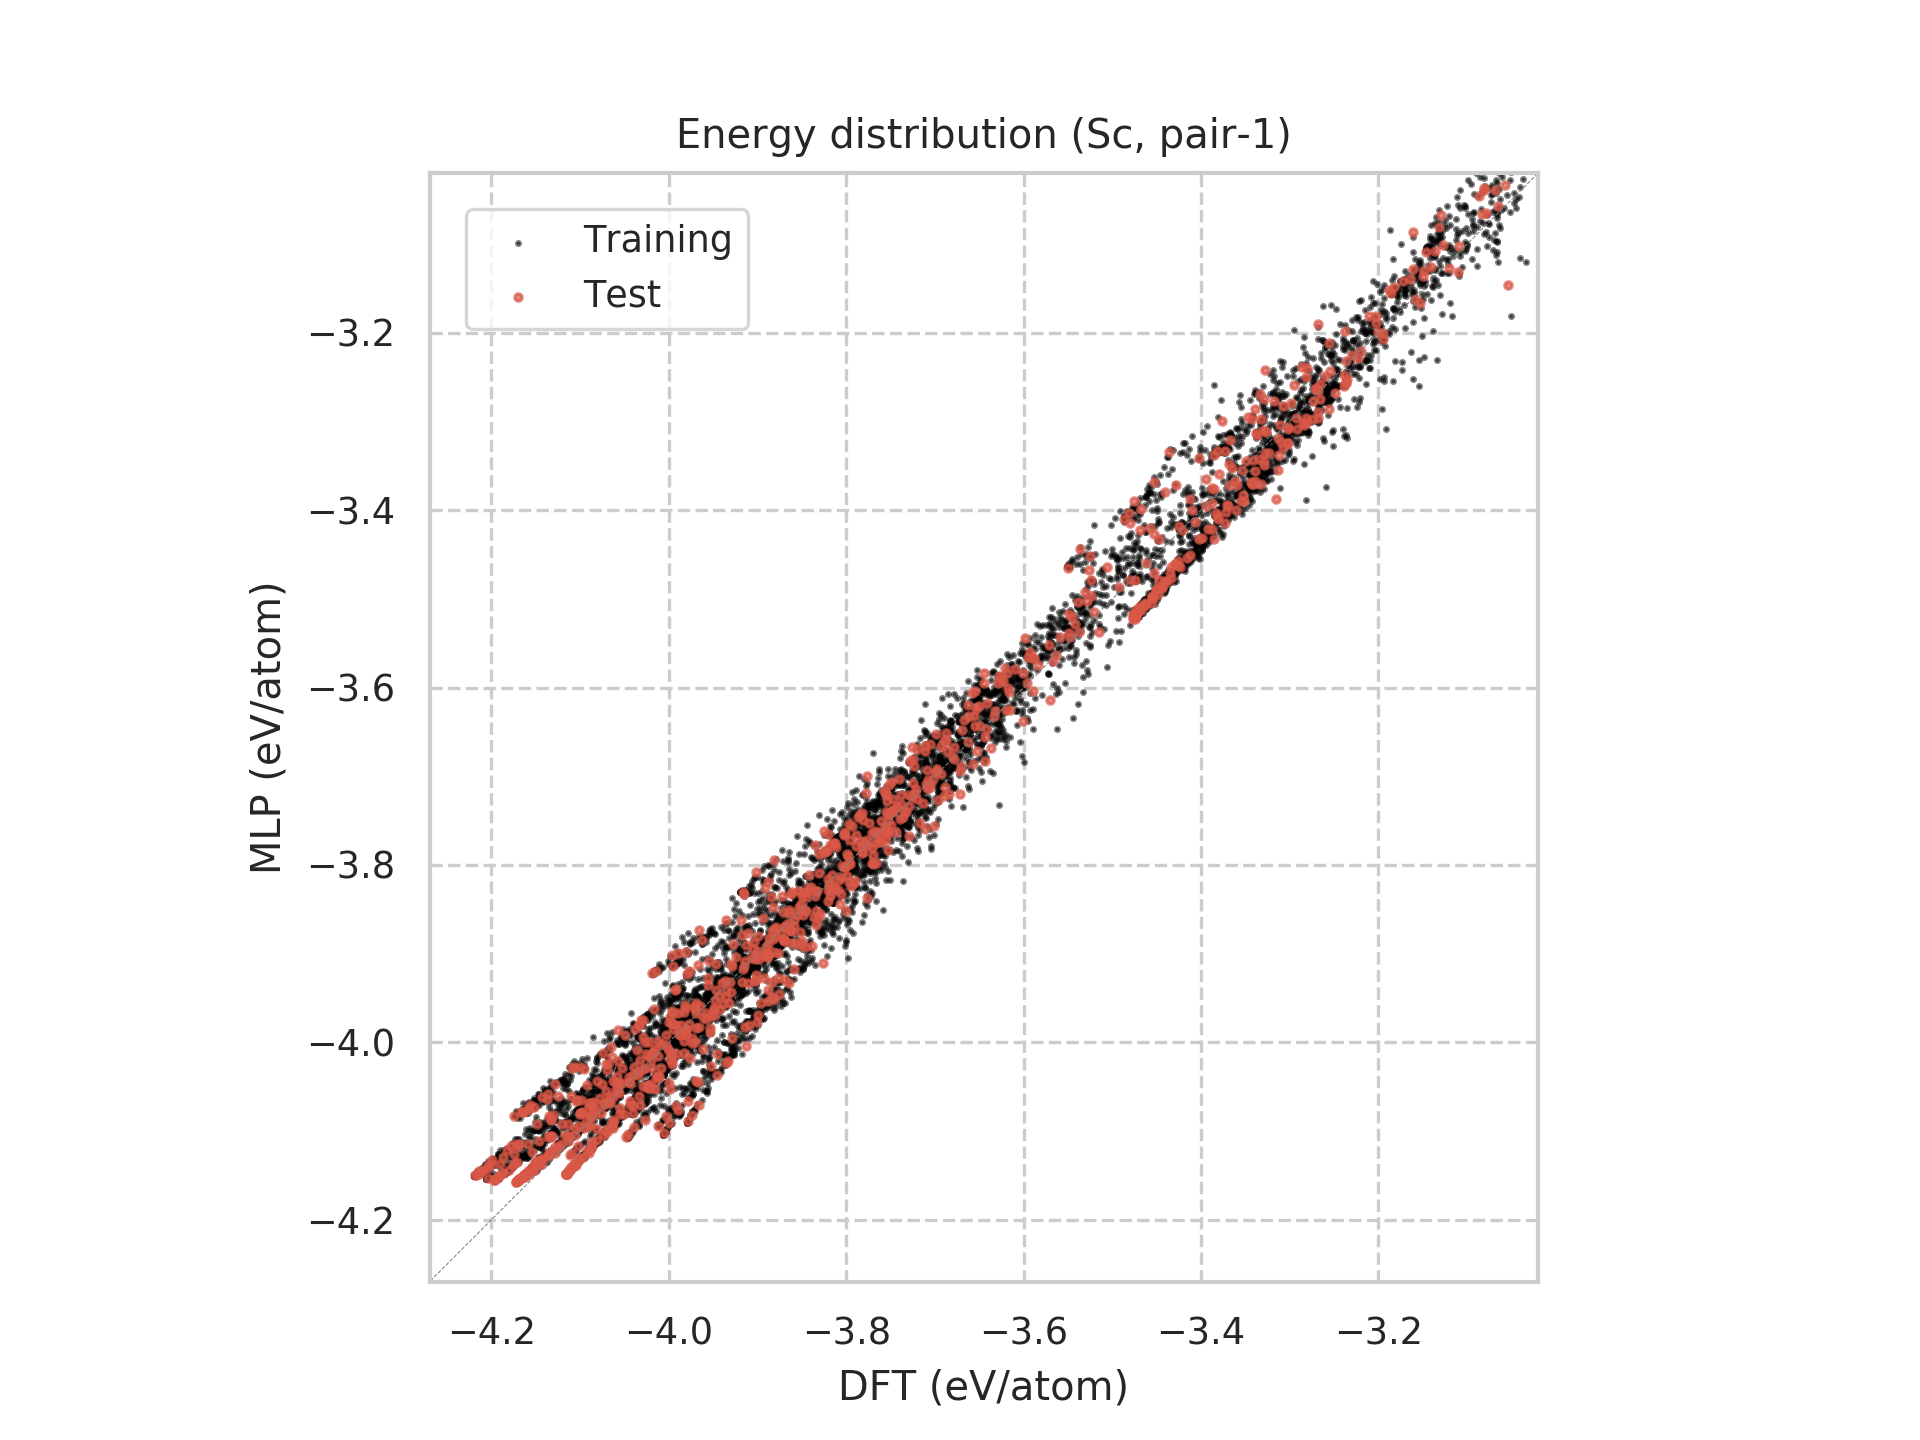 Energy distribution (Sc, pair-1)
Training
Test
−3.2
−3.4
−3.6
−3.8
−4.0
−4.2
MLP (eV/atom)
−4.2 −4.0 −3.8 −3.6 −3.4 −3.2
DFT (eV/atom)